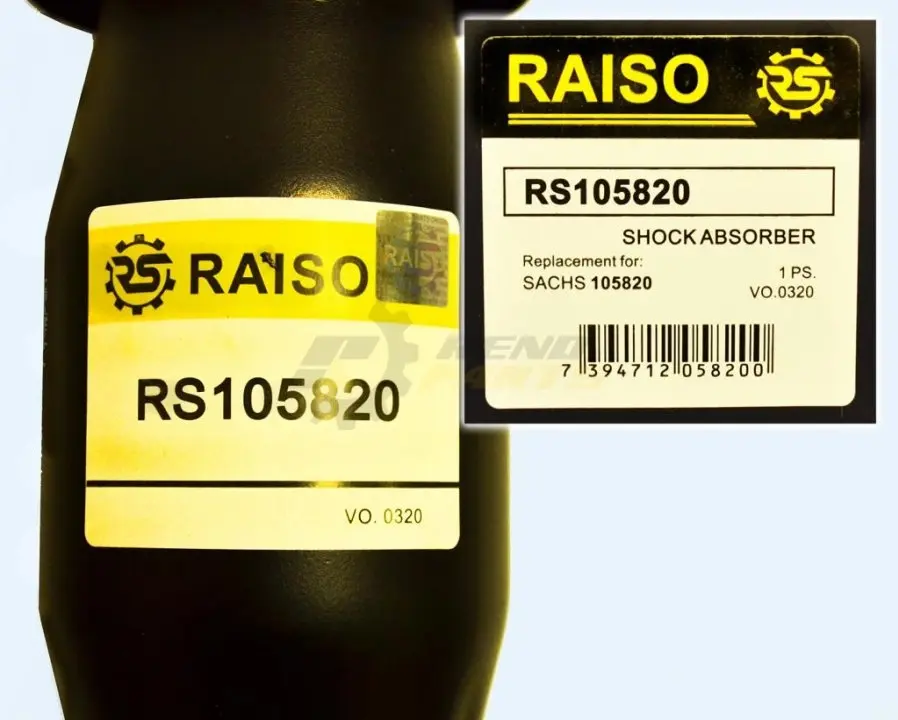 RS RAISO
RAISO
RS105820
VO. 0320
RAISO RS
RS105820
SHOCK ABSORBER
Replacement for:
SACHS 105820
1 PS.
VO.0320
7 394712 058200